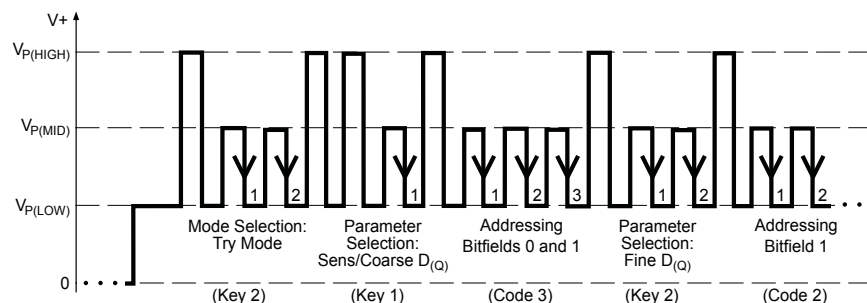 V+
VP(HIGH)
VP(MID)
VP(LOW)
0
1 2 1 1 2 3 1 2 1 2
Mode Selection:
Try Mode
Parameter
Selection:
Sens/Coarse D(Q)
Addressing
Bitfields 0 and 1
Parameter
Selection:
Fine D(Q)
Addressing
Bitfield 1
(Key 2)
(Key 1)
(Code 3)
(Key 2)
(Code 2)